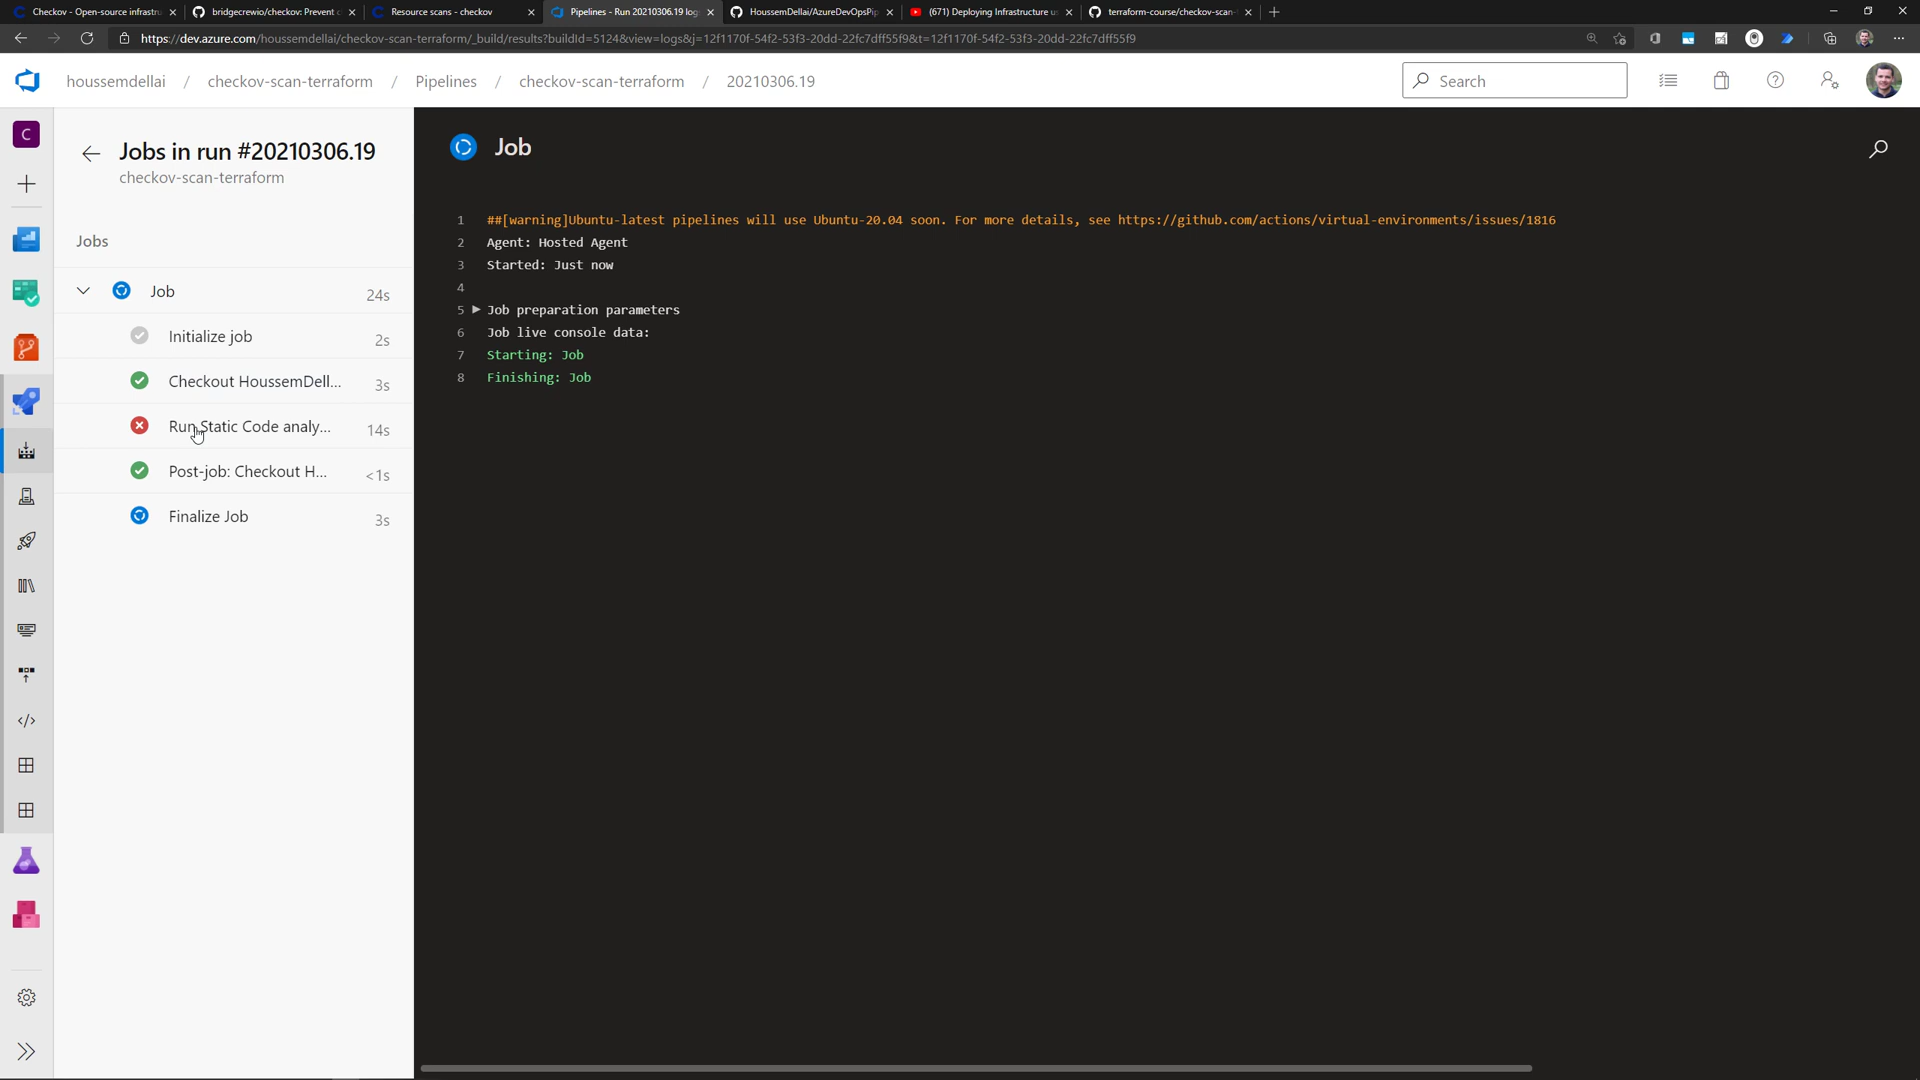 Checkov - Open-source infrastru
bridgecrewio/checkov: Prevent c
Resource scans - checkov
Pipelines - Run 20210306.19 log
HoussemDellai/AzureDevOpsPip
(671) Deploying Infrastructure u
terraform-course/checkov-scan-
https://dev.azure.com/houssemdellai/checkov-scan-terraform/_build/results?buildId=5124&view=logs&j=12f1170f-54f2-53f3-20dd-22fc7dff55f9&t=12f1170f-54f2-53f3-20dd-22fc7dff55f9
houssemdellai / checkov-scan-terraform / Pipelines / checkov-scan-terraform / 20210306.19
Search
C
Jobs in run #20210306.19
checkov-scan-terraform
Jobs
Job 24s
Initialize job 2s
Checkout HoussemDell... 3s
Run Static Code analy... 14s
Post-job: Checkout H... <1s
Finalize Job 3s
Job
1 ##[warning]Ubuntu-latest pipelines will use Ubuntu-20.04 soon. For more details, see https://github.com/actions/virtual-environments/issues/1816
2 Agent: Hosted Agent
3 Started: Just now
4
5 Job preparation parameters
6 Job live console data:
7 Starting: Job
8 Finishing: Job